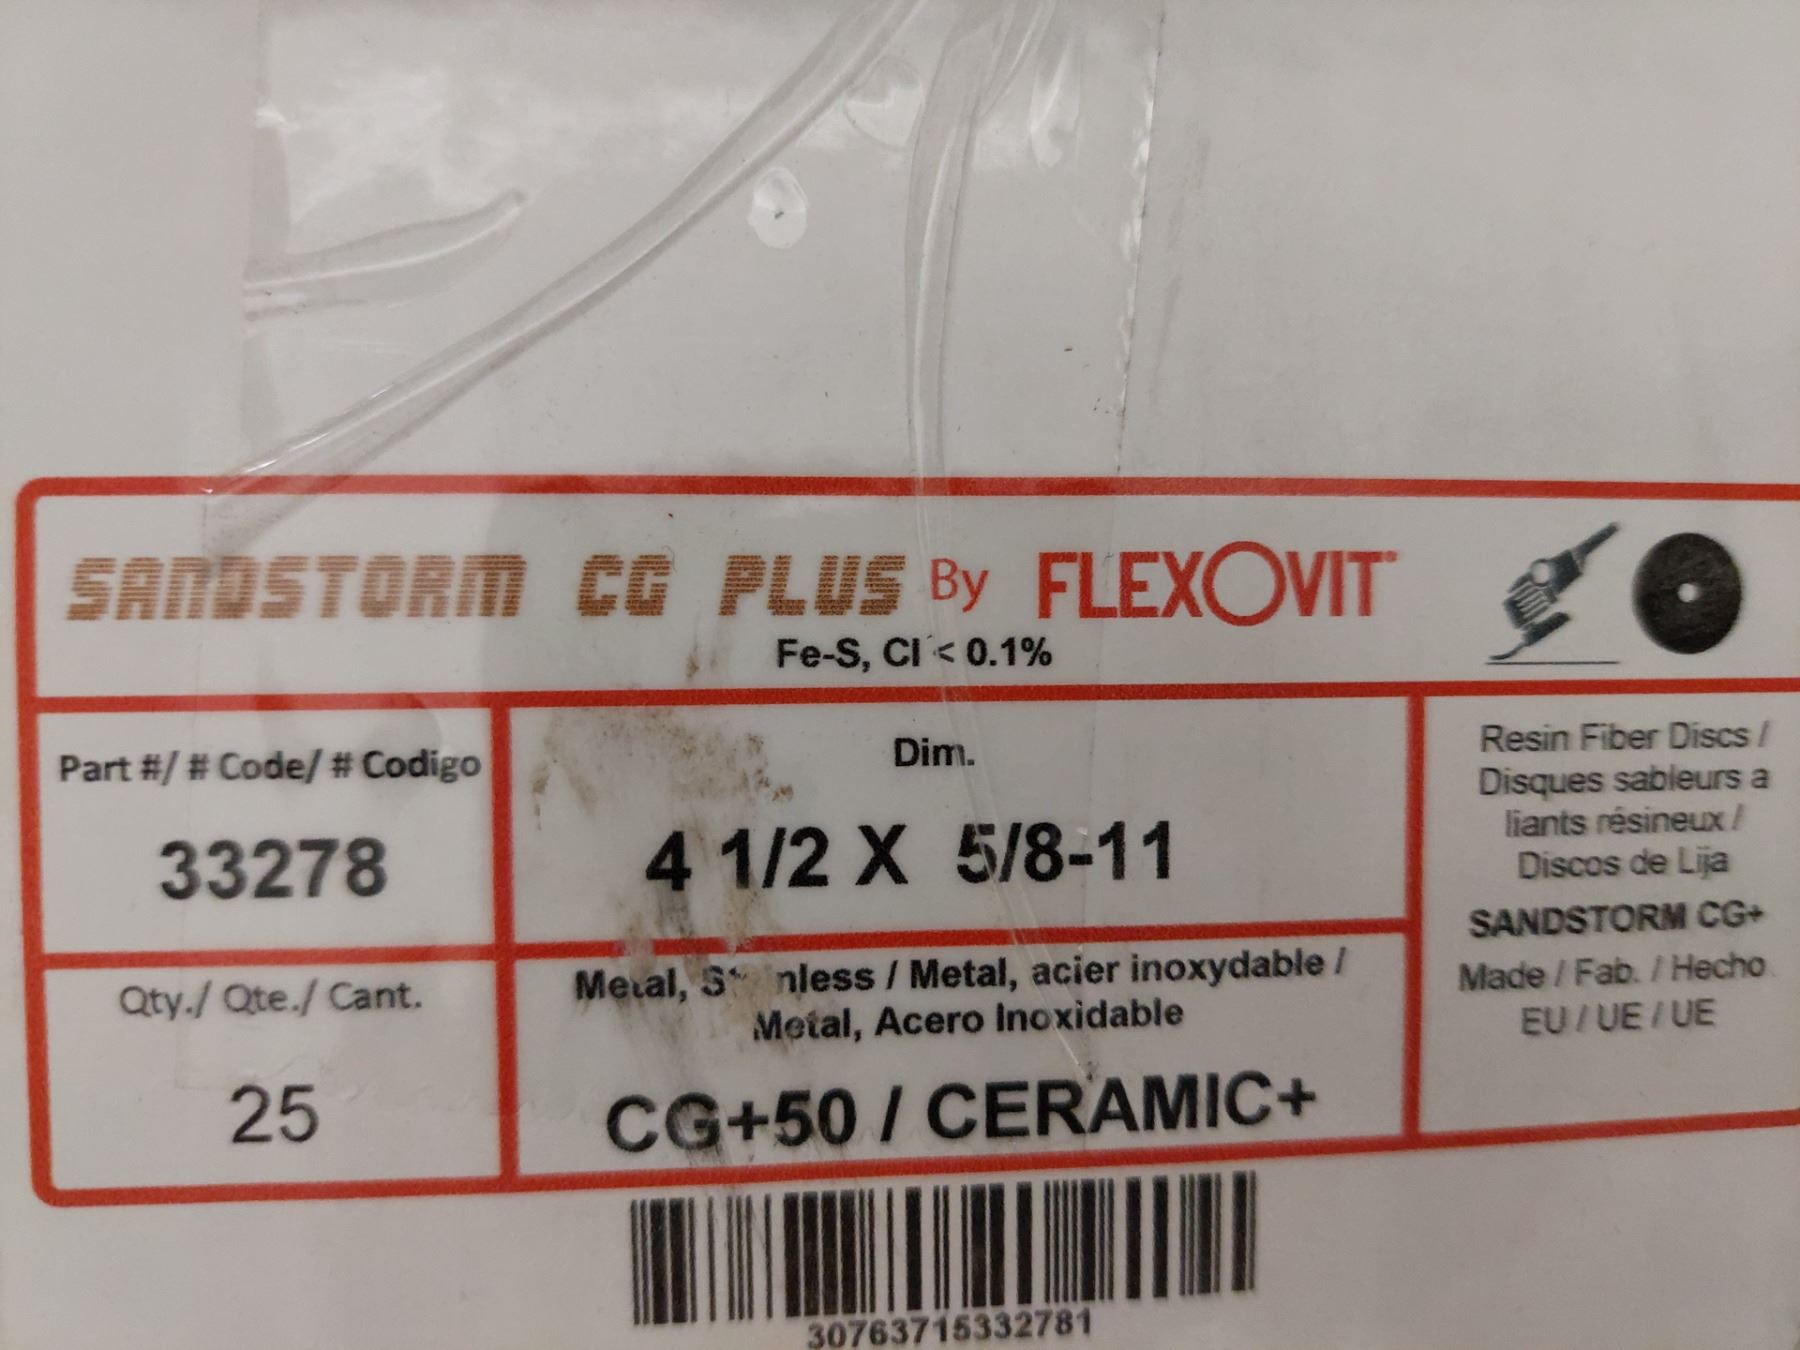 SANDSTORM CG PLUS By FLEXOVIT
Fe-S, Cl < 0.1%
Part #/ # Code/ # Codigo
33278
Dim.
4 1/2 X 5/8-11
Resin Fiber Discs /
Disques sableurs a
liants résineux /
Discos de Lija
SANDSTORM CG+
Made / Fab. / Hecho
EU / UE / UE
Qty./ Qte./ Cant.
25
Metal, Stainless / Metal, acier inoxydable /
Metal, Acero Inoxidable
CG+50 / CERAMIC+
30763715332781